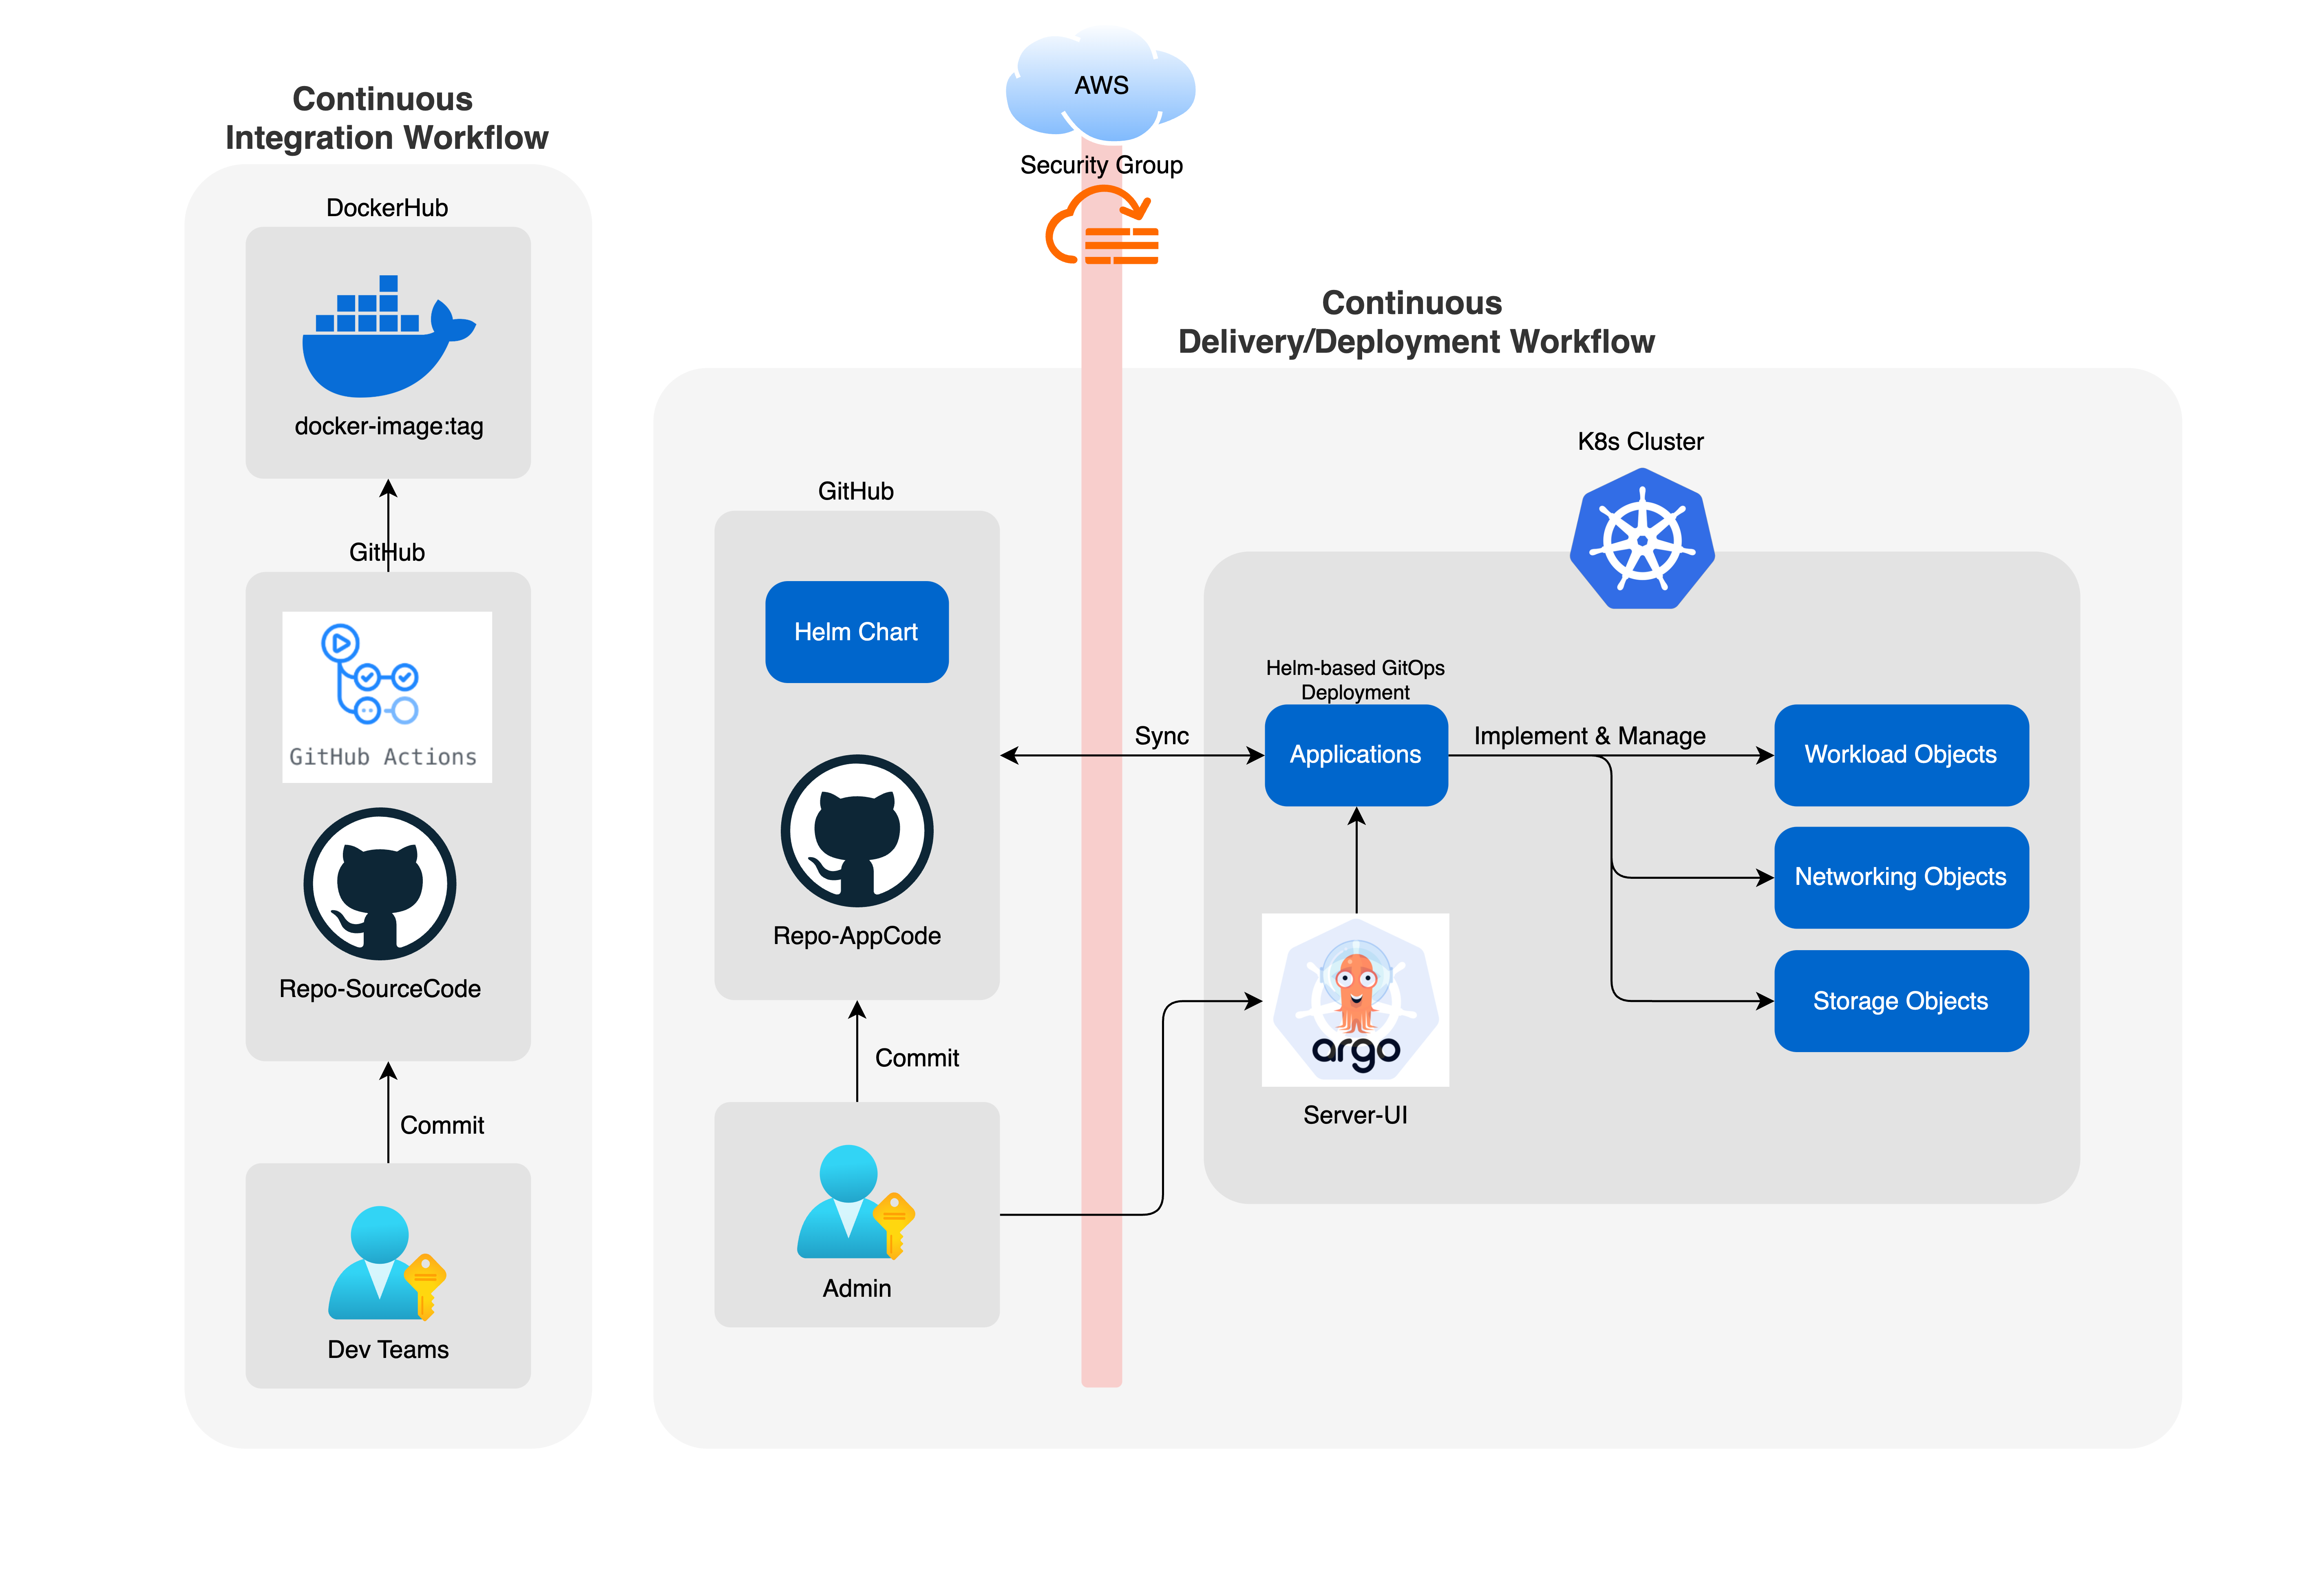 Continuous
Integration Workflow
DockerHub
docker-image:tag
GitHub
GitHub Actions
Repo-SourceCode
Commit
Dev Teams
AWS
Security Group
Continuous
Delivery/Deployment Workflow
GitHub
Helm Chart
Repo-AppCode
Commit
Admin
Sync
K8s Cluster
Helm-based GitOps
Deployment
Applications
Implement & Manage
Workload Objects
Networking Objects
Storage Objects
argo
Server-UI